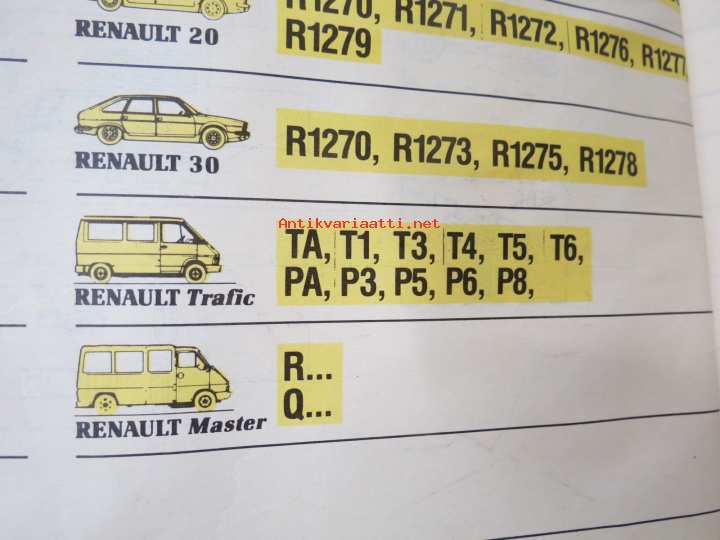 R1270, R1271, R1272, R1276, R1277,
RENAULT 20
R1279
RENAULT 30
R1270, R1273, R1275, R1278
Antikvariaatti.net
TA, T1, T3, T4, T5, T6,
PA, P3, P5, P6, P8,
RENAULT Trafic
R...
Q...
RENAULT Master